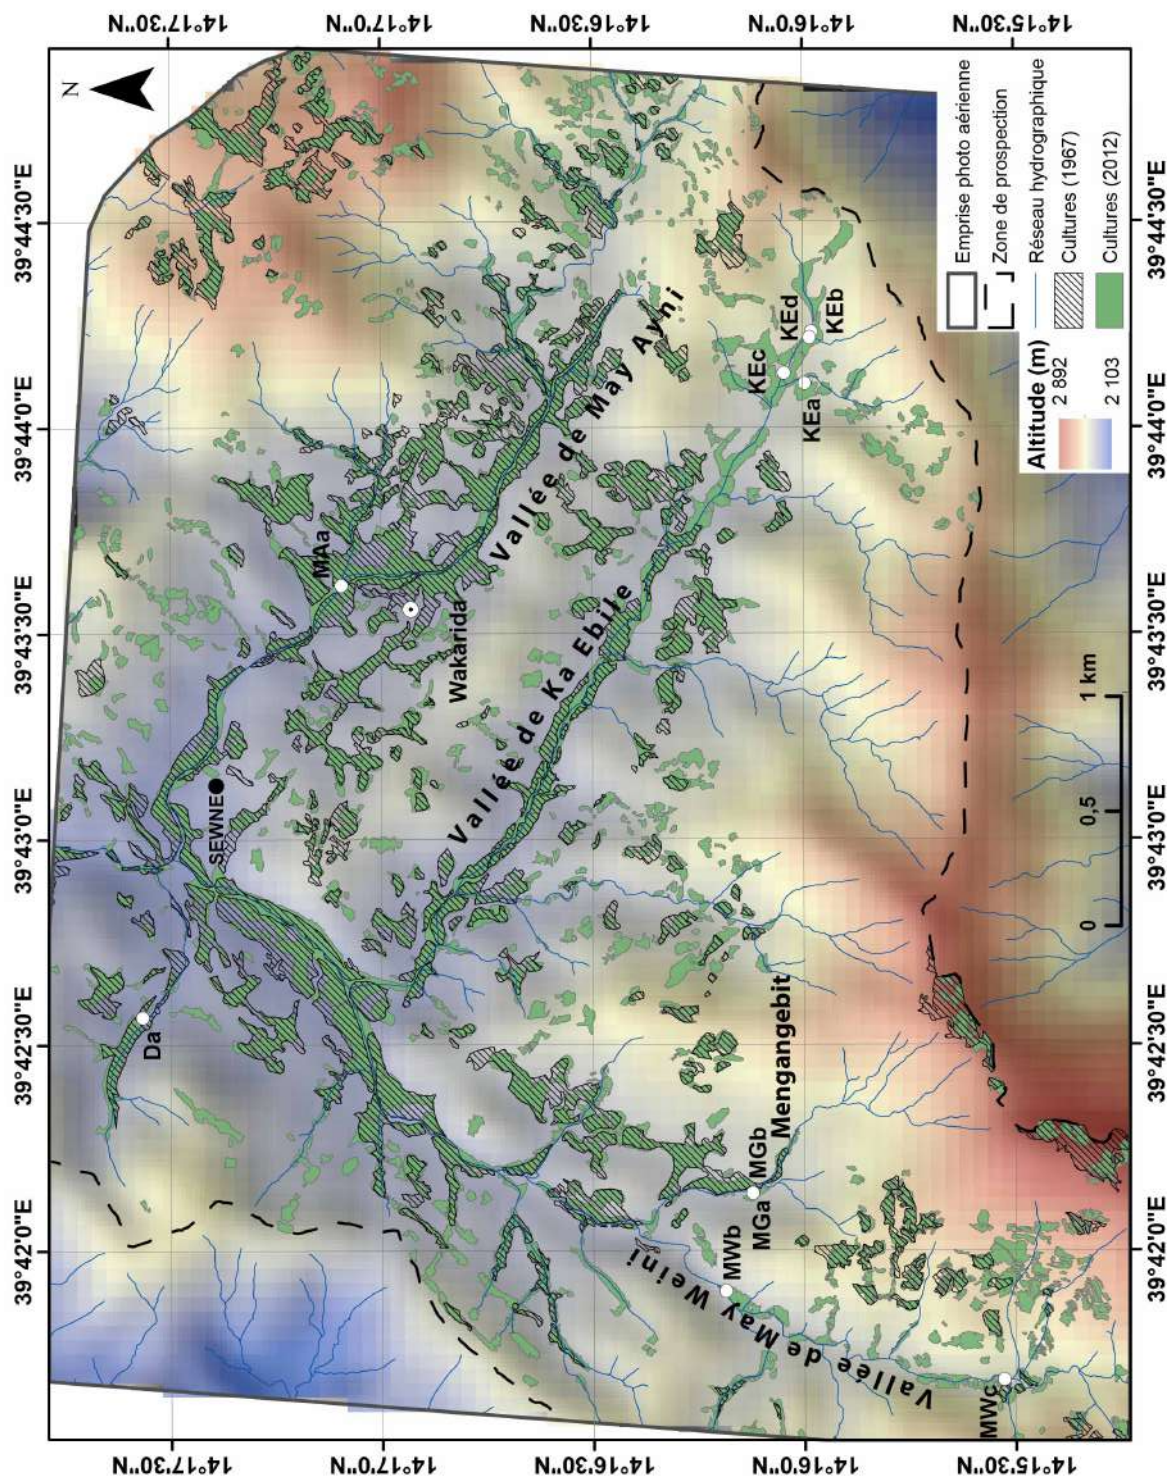 39°42'0"E
39°42'30"E
39°43'0"E
39°43'30"E
39°44'0"E
39°44'30"E
14°17'30"N
14°17'0"N
14°16'30"N
14°16'0"N
14°15'30"N
N
Da
SEWNE
MAa
Wakarida
Vallée de May Ayni
Vallée de Ka Ebile
KEc
KEd
KEa
KEb
MWb
MGa
MGb
Mengangebit
Vallée de May Weini
MWc
0
0,5
1 km
Altitude (m)
2 892
2 103
Emprise photo aérienne
Zone de prospection
Réseau hydrographique
Cultures (1967)
Cultures (2012)
14°17'30"N
14°17'0"N
14°16'30"N
14°16'0"N
14°15'30"N
39°42'0"E
39°42'30"E
39°43'0"E
39°43'30"E
39°44'0"E
39°44'30"E